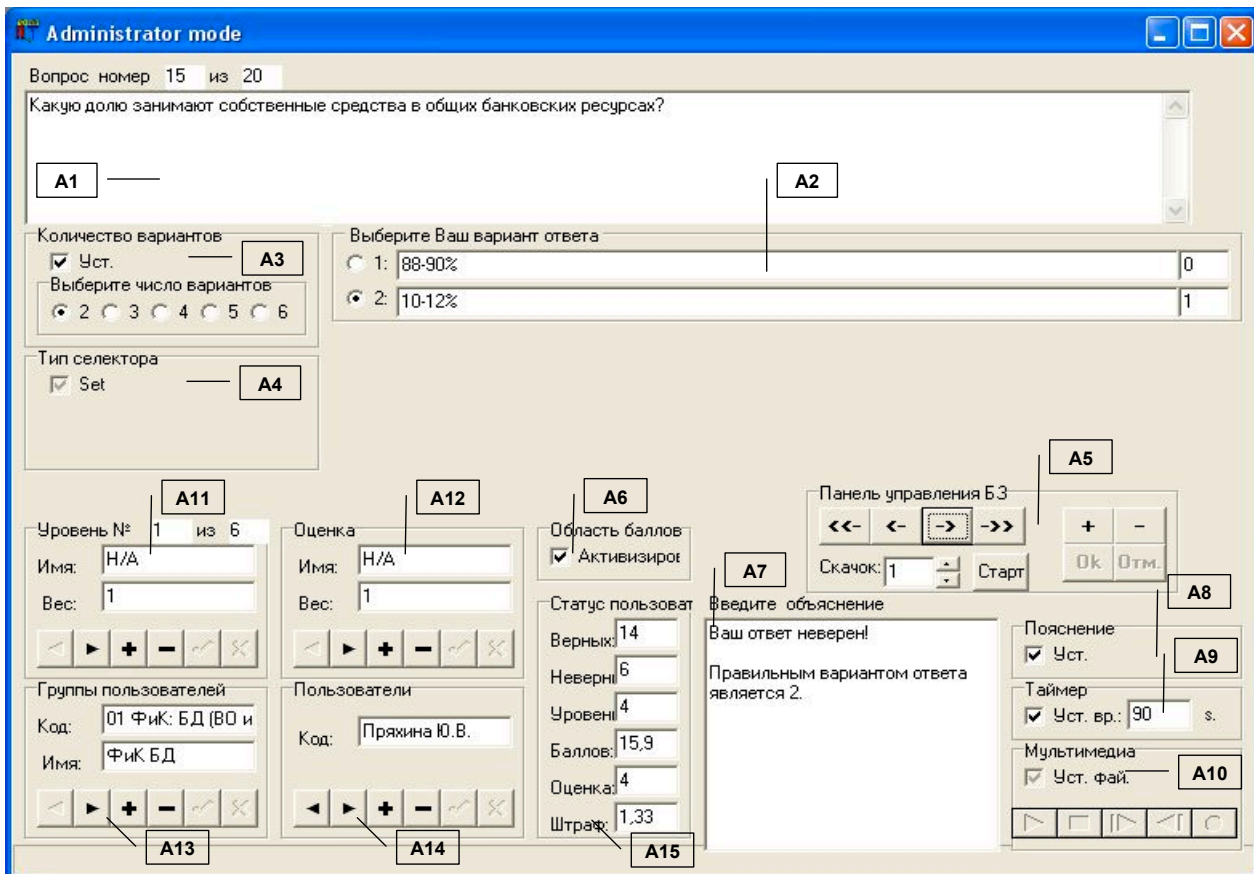 Administrator mode
Вопрос номер 15 из 20
Какую долю занимают собственные средства в общих банковских ресурсах?
A1
A2
Количество вариантов
Уст.
A3
Выберите число вариантов
2 3 4 5 6
Выберите Ваш вариант ответа
1: 88-90% 0
2: 10-12% 1
Тип селектора
Set
A4
A5
A11
A12
A6
Панель управления БЗ
<<- <- -> ->> + -
Ok Отм.
Скачок: 1 Старт
Уровень № 1 из 6
Имя: Н/А
Вес: 1
Оценка
Имя: Н/А
Вес: 1
Область баллов
Активизиров
A7
A8
Статус пользоват
Верных: 14
Неверны 6
Уровень 4
Баллов: 15,9
Оценка: 4
Штраф: 1,33
Введите объяснение
Ваш ответ неверен!
Правильным вариантом ответа
является 2.
Пояснение
Уст.
A9
Таймер
Уст. вр.: 90 s.
Мультимедиа
Уст. фай.
A10
Группы пользователей
Код: 01 ФиК: БД (ВО и
Имя: ФиК БД
Пользователи
Код: Пряхина Ю.В.
A13
A14
A15